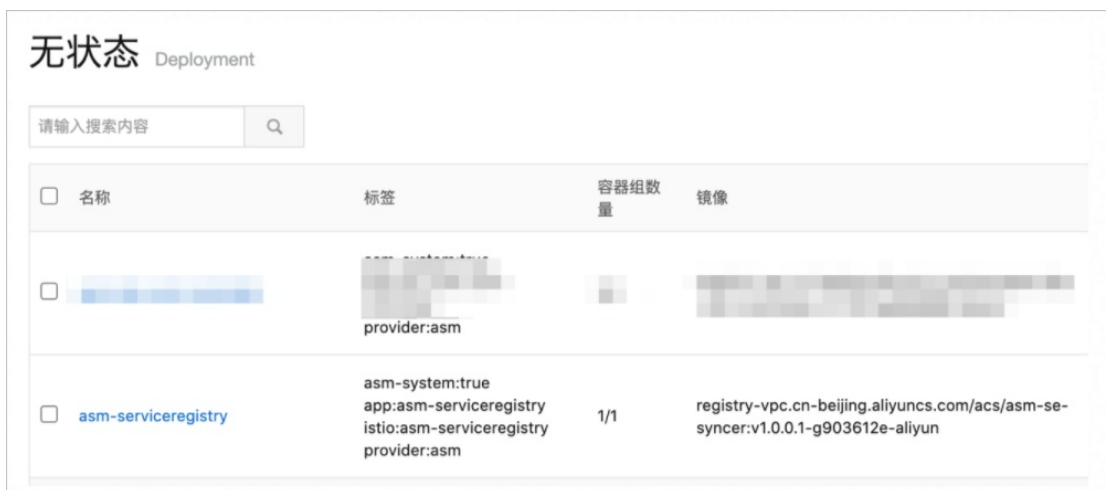 无状态 Deployment
请输入搜索内容
名称 标签 容器组数 镜像
量
provider:asm
asm-system:true
app:asm-serviceregistry
asm-serviceregistry istio:asm-serviceregistry 1/1 registry-vpc.cn-beijing.aliyuncs.com/acs/asm-se-
provider:asm syncer:v1.0.0.1-g903612e-aliyun